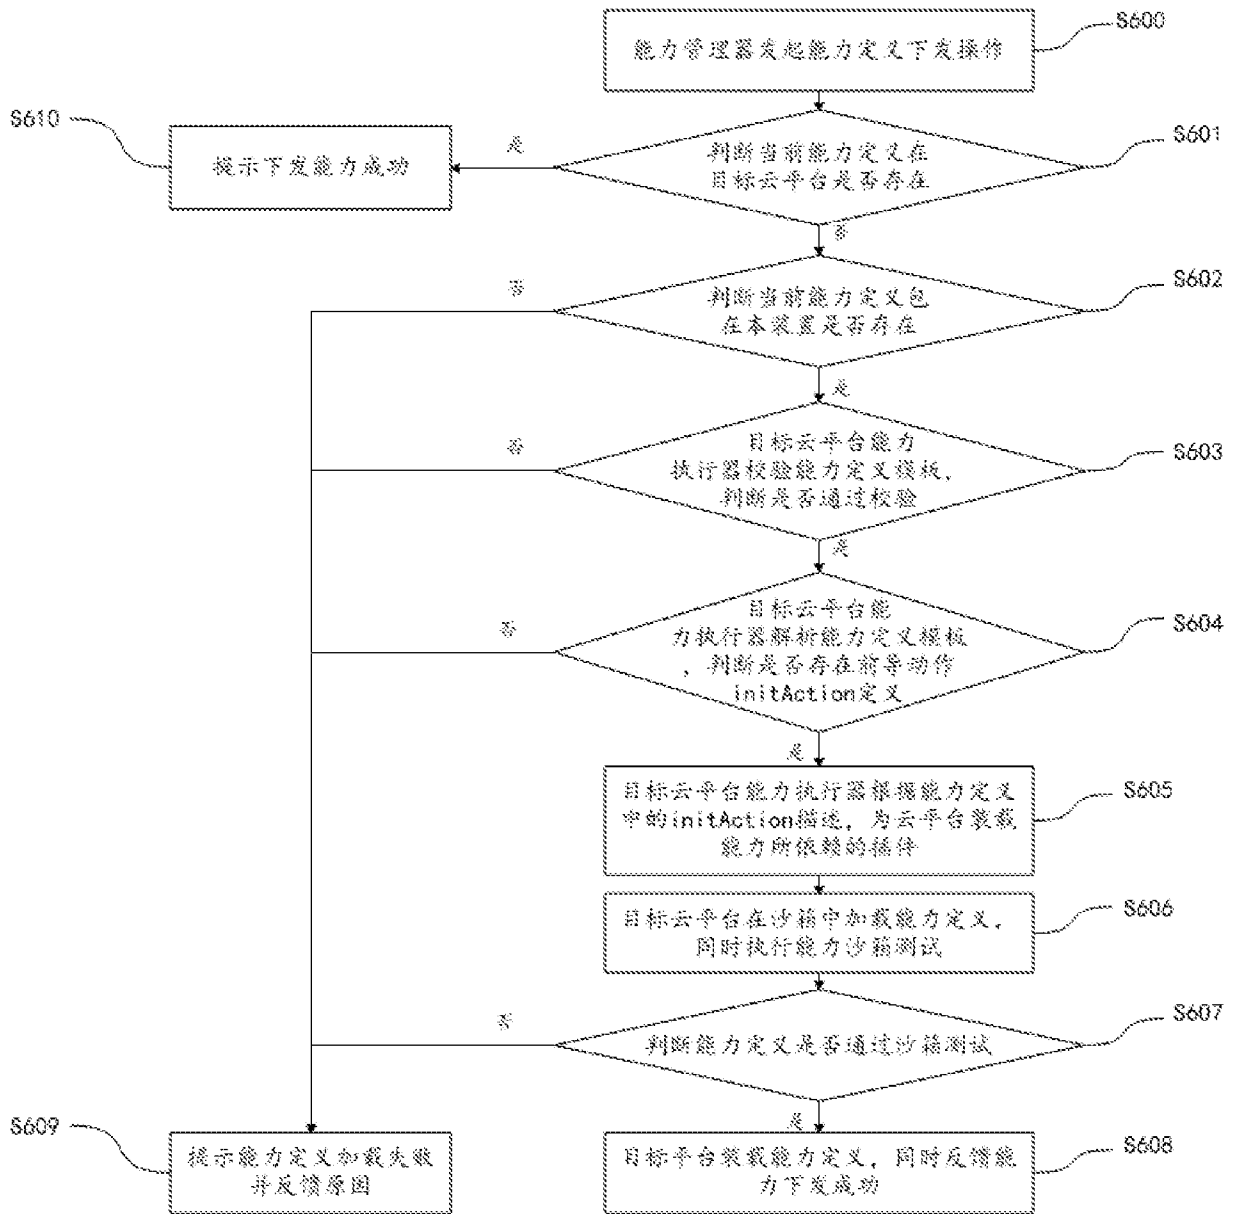 S600
能力管理器发起能力定义下发操作
S610
提示下发能力成功
是
S601
判断当前能力定义在
目标云平台是否存在
否
S602
否
判断当前能力定义包
在本装置是否存在
是
S603
否
目标云平台能力
执行器校验能力定义模板，
判断是否通过校验
是
S604
否
目标云平台能
力执行器解析能力定义模板
，判断是否存在前导动作
initAction定义
是
S605
目标云平台能力执行器根据能力定义
中的initAction描述，为云平台装载
能力所依赖的插件
S606
目标云平台在沙箱中加载能力定义，
同时执行能力沙箱测试
S607
否
判断能力定义是否通过沙箱测试
是
S609
提示能力定义加载失败
并反馈原因
S608
目标平台装载能力定义，同时反馈能
力下发成功